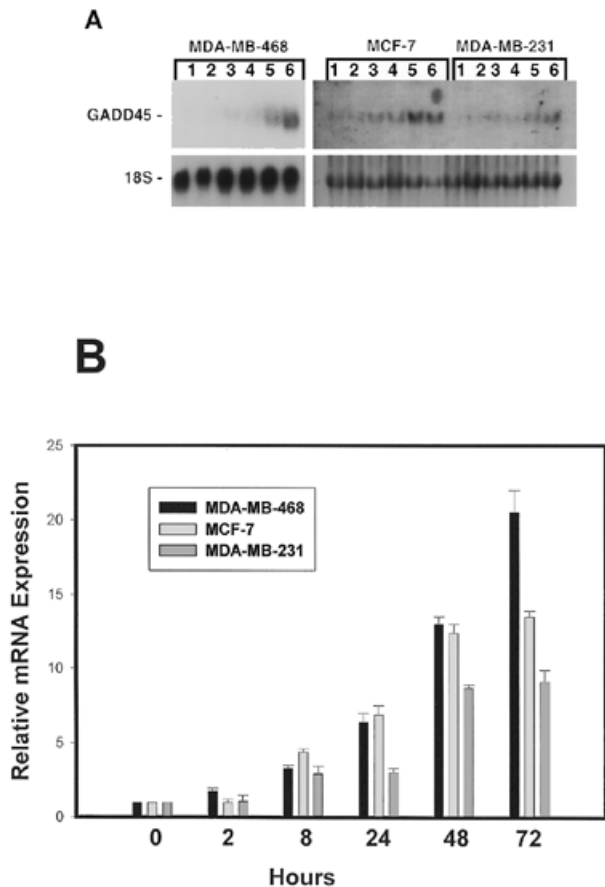 A
MDA-MB-468 MCF-7 MDA-MB-231
1 2 3 4 5 6 1 2 3 4 5 6 1 2 3 4 5 6
GADD45 -
18S -
B
25
20
15
10
5
0
Relative mRNA Expression
MDA-MB-468
MCF-7
MDA-MB-231
0 2 8 24 48 72
Hours